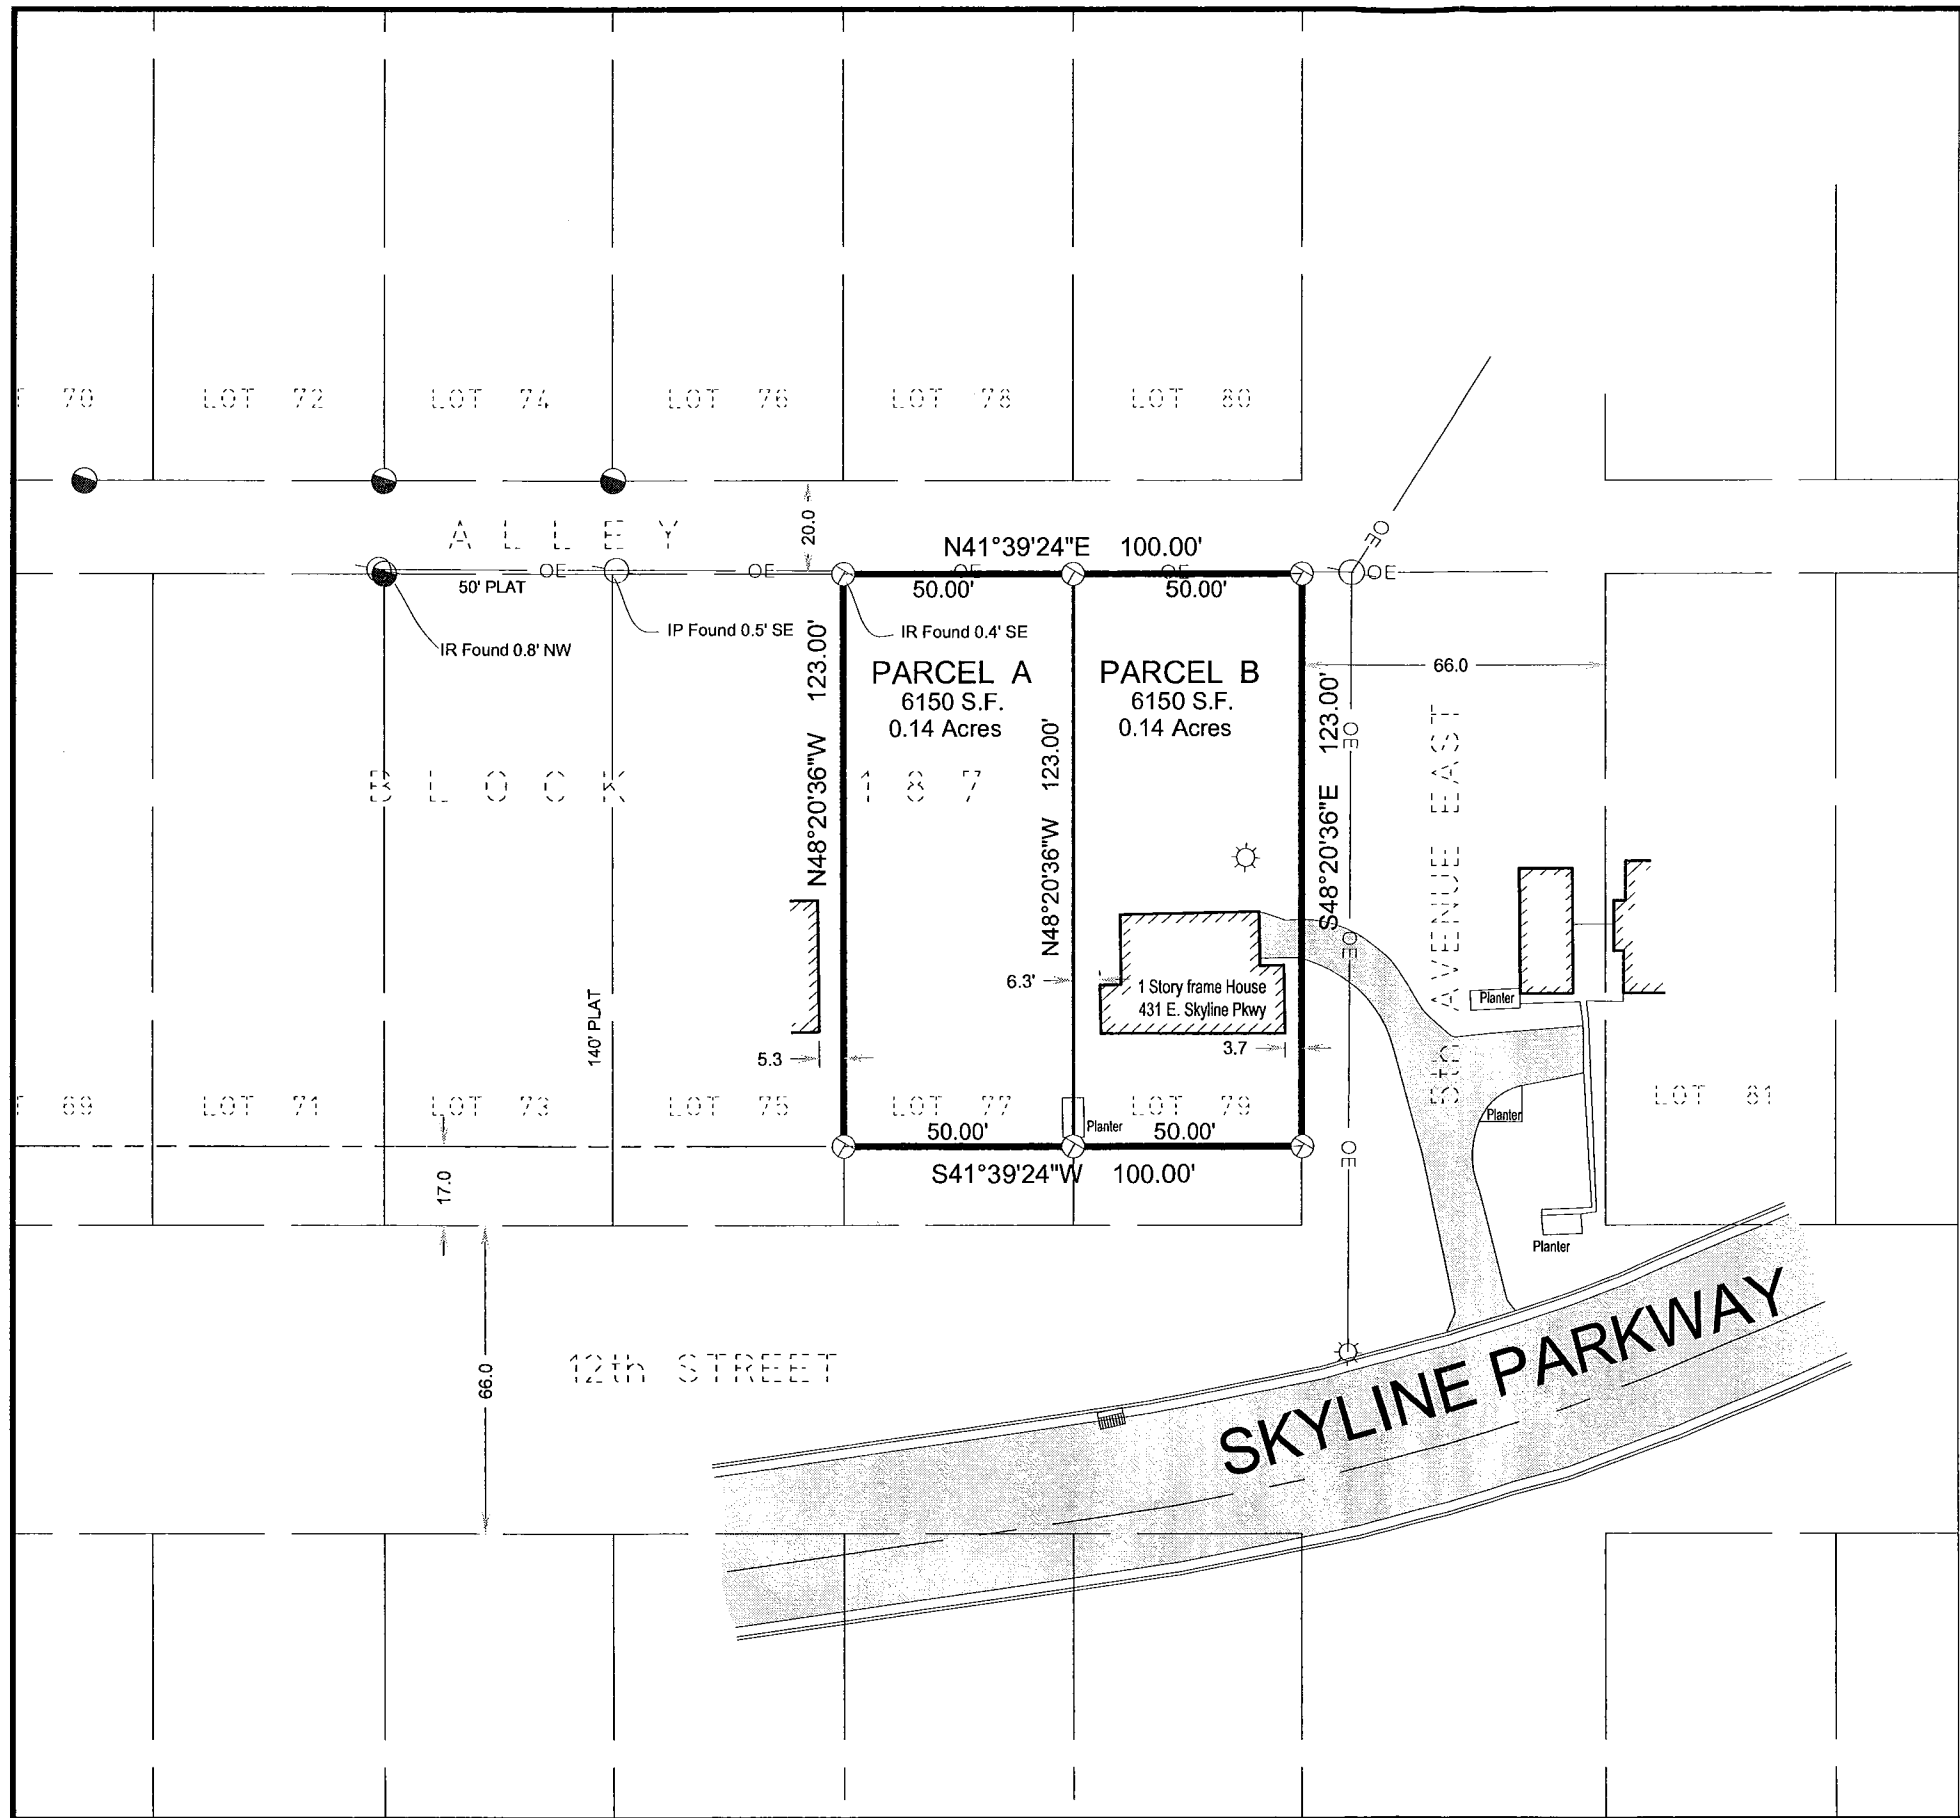 70
LOT 72
LOT 74
LOT 76
LOT 78
LOT 80
ALLEY
20.0
N41°39'24"E 100.00'
OE
OE
OE
OE
OE
OE
50' PLAT
50.00'
50.00'
IR Found 0.8' NW
IP Found 0.5' SE
IR Found 0.4' SE
66.0
PARCEL A
6150 S.F.
0.14 Acres
PARCEL B
6150 S.F.
0.14 Acres
N48°20'36"W 123.00'
N48°20'36"W 123.00'
S48°20'36"E 123.00'
OE
OE
OE
5th AVENUE EAST
BLOCK 187
6.3'
1 Story frame House
431 E. Skyline Pkwy
Planter
140' PLAT
5.3
3.7
69
LOT 71
LOT 73
LOT 75
LOT 77
LOT 79
LOT 81
Planter
Planter
50.00'
50.00'
S41°39'24"W 100.00'
17.0
Planter
66.0
12th STREET
SKYLINE PARKWAY